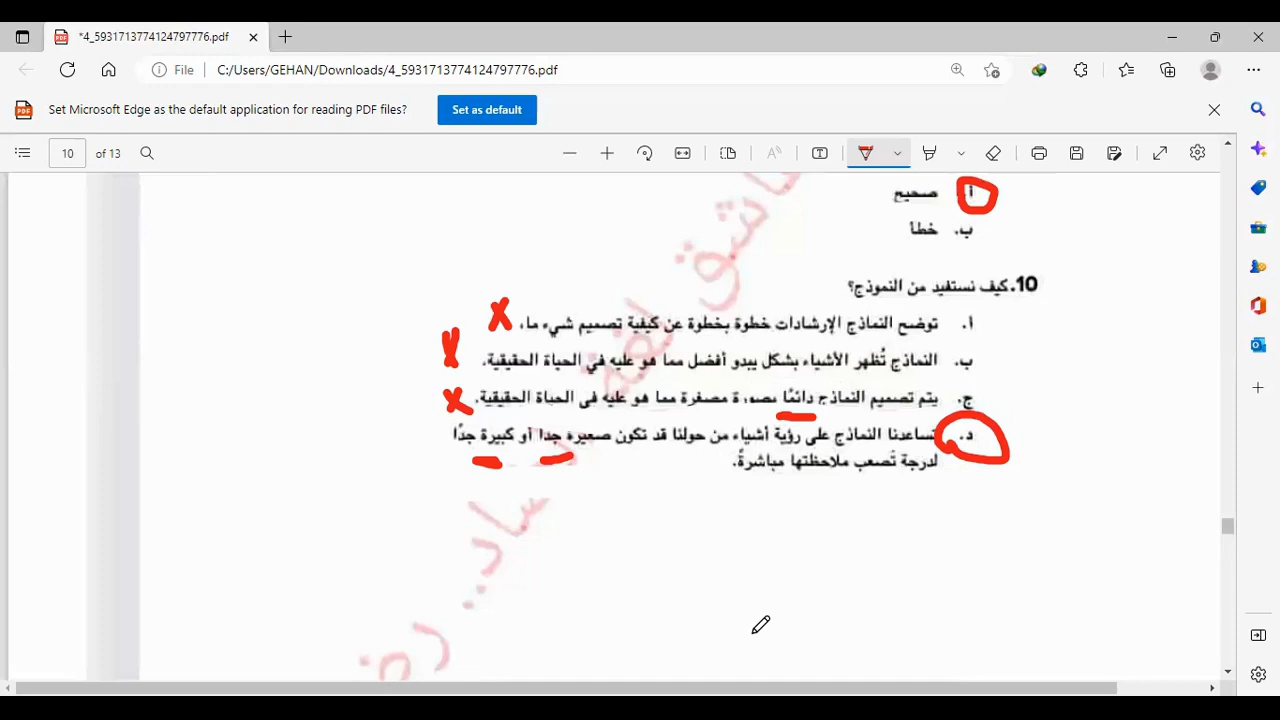 *4_5931713774124797776.pdf
File C:/Users/GEHAN/Downloads/4_5931713774124797776.pdf
Set Microsoft Edge as the default application for reading PDF files? Set as default
10 of 13
أ. صحيح
ب. خطأ
10. كيف نستفيد من النموذج؟
أ. توضح النماذج الإرشادات خطوة بخطوة عن كيفية تصميم شيء ما.
ب. النماذج تُظهر الأشياء بشكل يبدو أفضل مما هو عليه في الحياة الحقيقية.
ج. يتم تصميم النماذج دائمًا بصورة مصغرة مما هو عليه في الحياة الحقيقية.
د. تساعدنا النماذج على رؤية أشياء من حولنا قد تكون صغيرة جدًا أو كبيرة جدًا
لدرجة تصعب ملاحظتها مباشرةً.